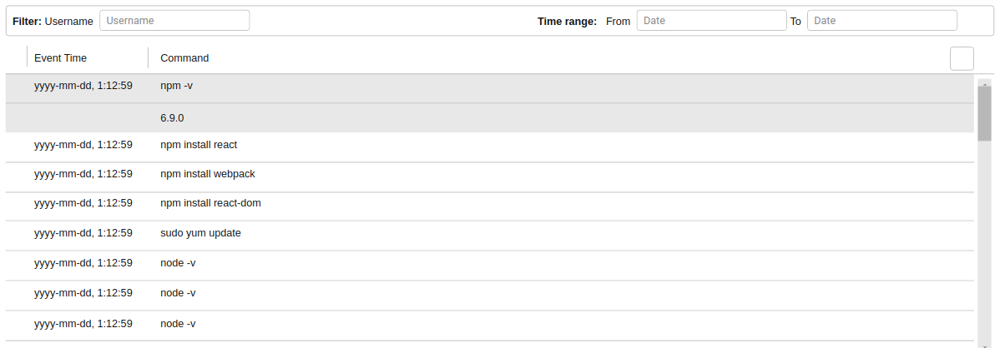 Filter: Username Username Time range: From Date To Date
Event Time Command
yyyy-mm-dd, 1:12:59 npm -v
6.9.0
yyyy-mm-dd, 1:12:59 npm install react
yyyy-mm-dd, 1:12:59 npm install webpack
yyyy-mm-dd, 1:12:59 npm install react-dom
yyyy-mm-dd, 1:12:59 sudo yum update
yyyy-mm-dd, 1:12:59 node -v
yyyy-mm-dd, 1:12:59 node -v
yyyy-mm-dd, 1:12:59 node -v